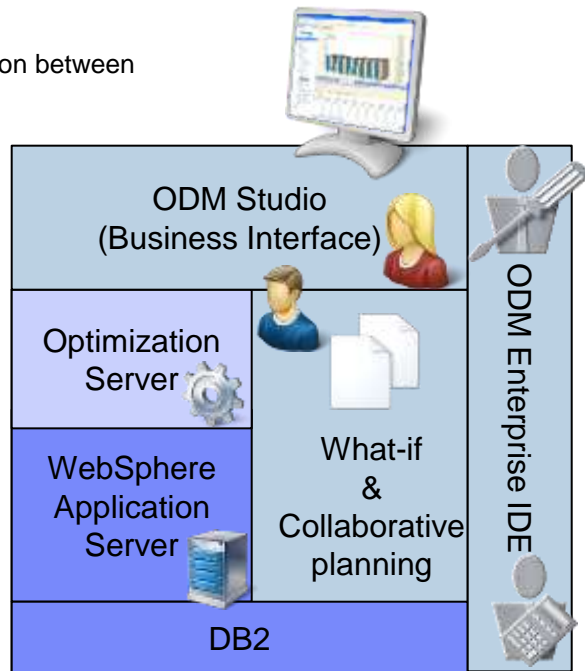 on between
ODM Studio
(Business Interface)
Optimization
Server
WebSphere
Application
Server
What-if
&
Collaborative
planning
ODM Enterprise IDE
DB2